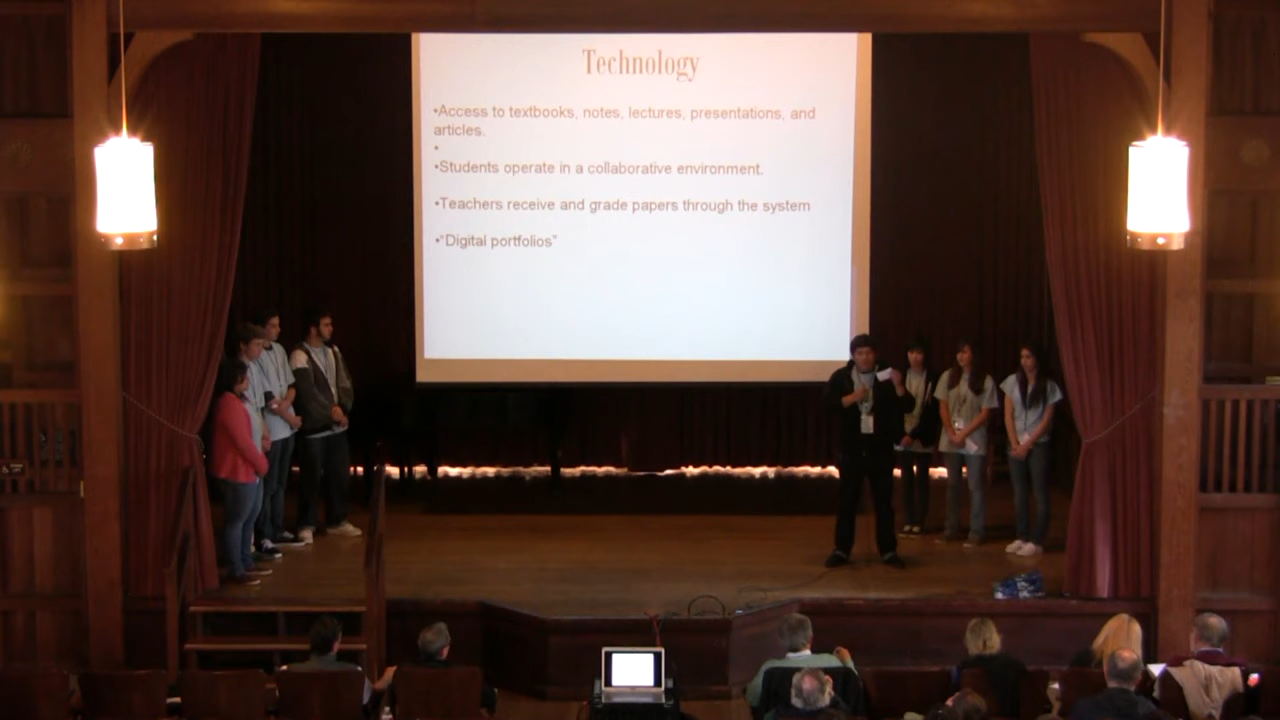 Technology
•Access to textbooks, notes, lectures, presentations, and
articles.
•
•Students operate in a collaborative environment.
•Teachers receive and grade papers through the system
•"Digital portfolios"